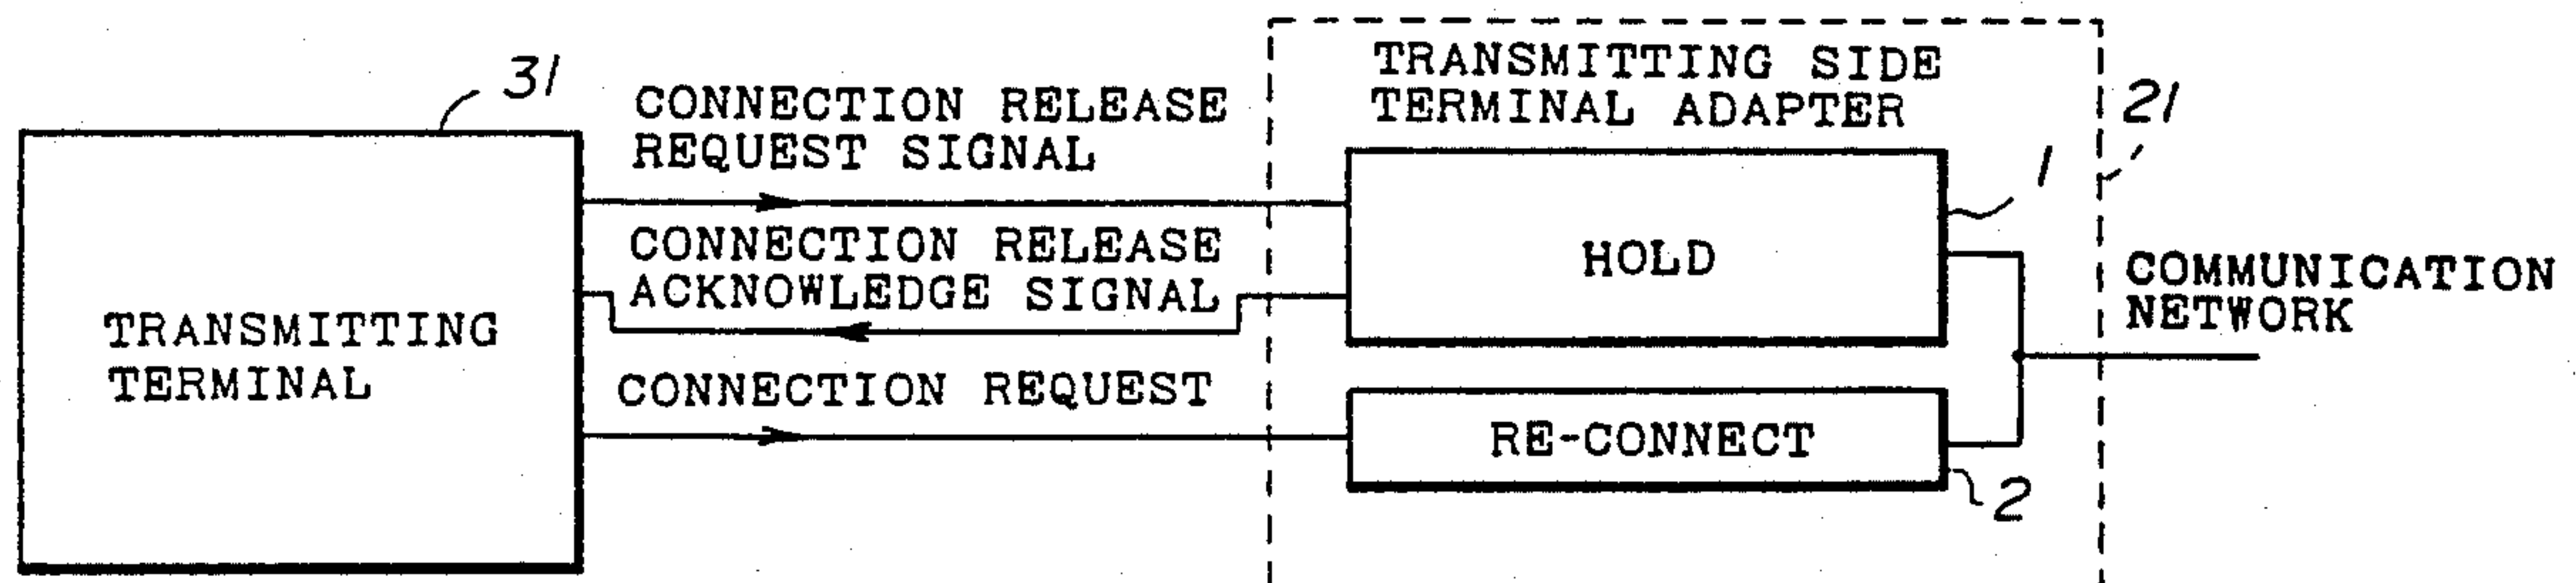 31
CONNECTION RELEASE
REQUEST SIGNAL
TRANSMITTING SIDE
TERMINAL ADAPTER
21
1
CONNECTION RELEASE
ACKNOWLEDGE SIGNAL
HOLD
COMMUNICATION
NETWORK
TRANSMITTING
TERMINAL
CONNECTION REQUEST
RE-CONNECT
2